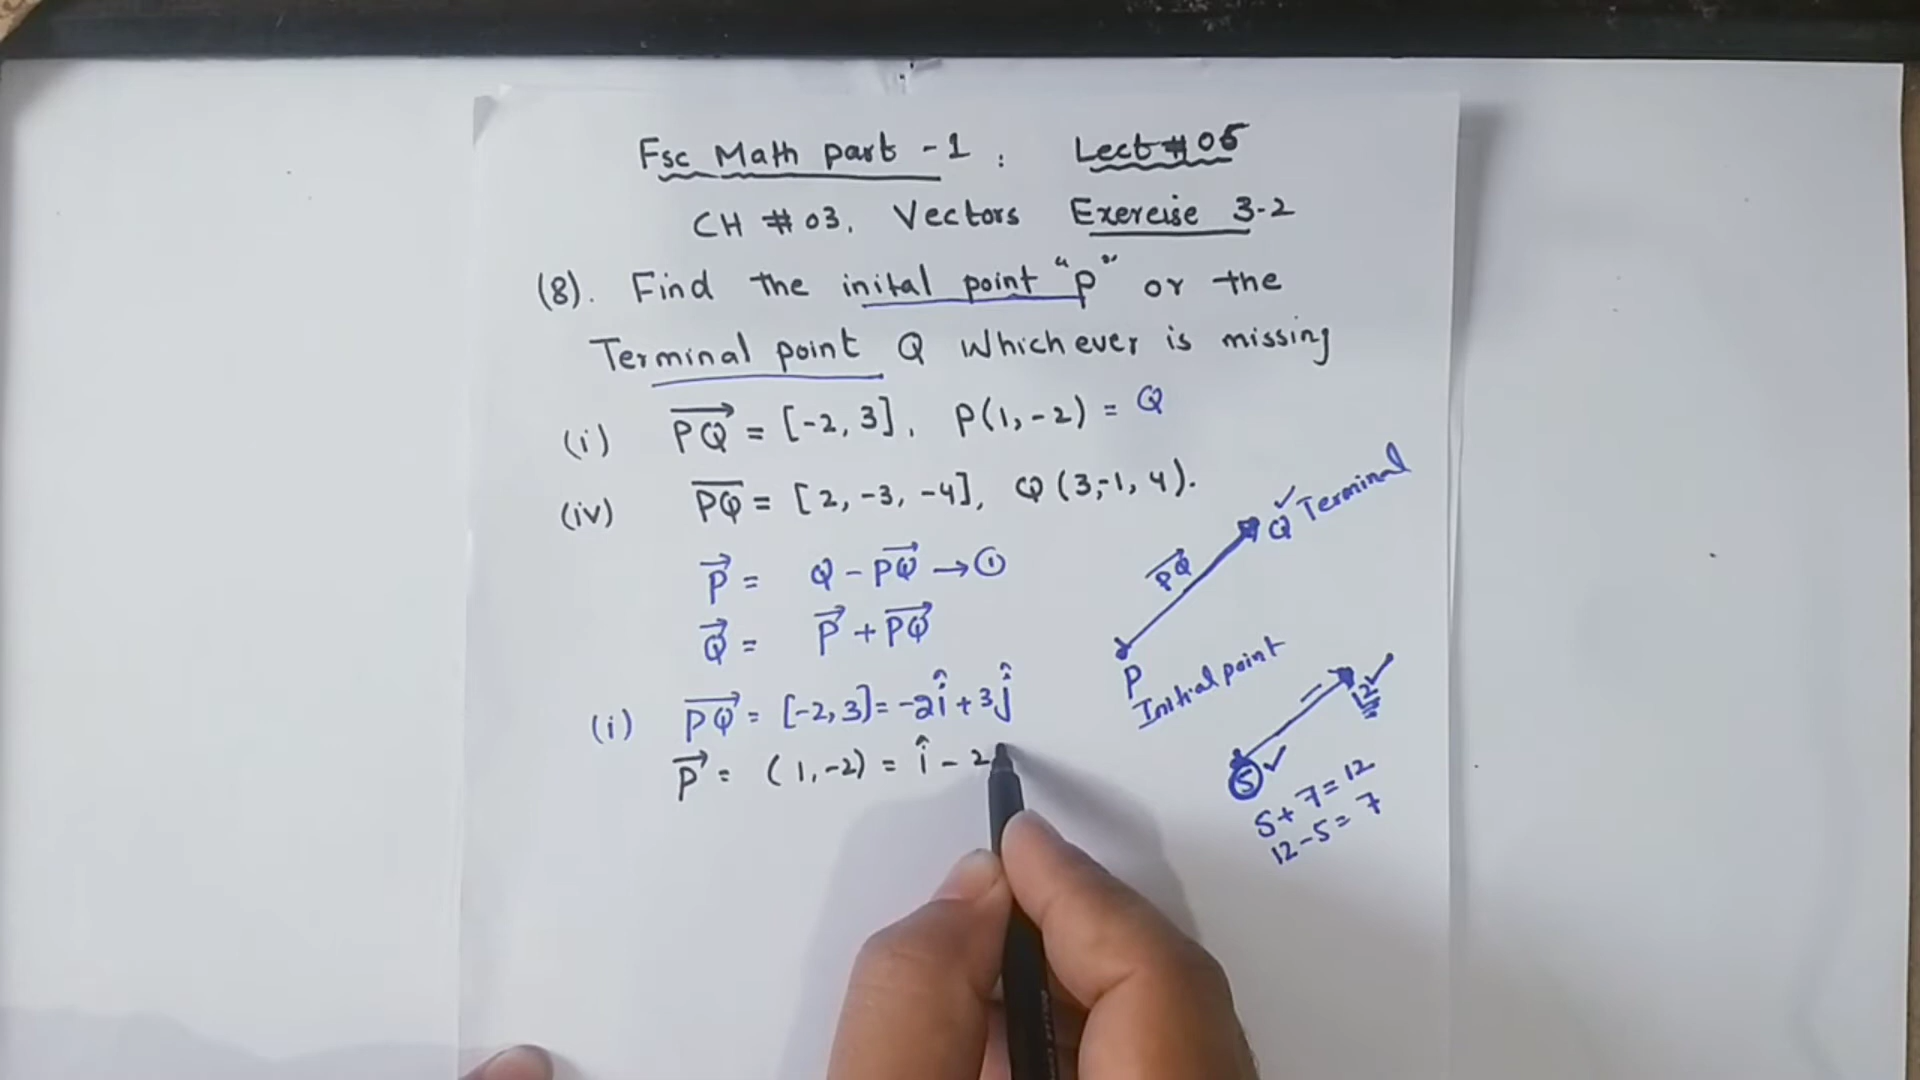 Fsc Math part -1 : Lect # 05
CH # 03. Vectors Exercise 3-2
(8). Find the inital point "p" or the
Terminal point Q Whichever is missing
(i) PQ⃗ = [-2, 3], P(1, -2) = Q
(iv) PQ = [2, -3, -4], Q (3, -1, 4).
P⃗ = Q - PQ⃗ → ①
Q⃗ = P⃗ + PQ⃗
(i) PQ⃗ = [-2, 3] = -2î + 3ĵ
P⃗ = (1, -2) = î - 2
Q Terminal
PQ⃗
P
Initial point
12
5
5 + 7 = 12
12 - 5 = 7